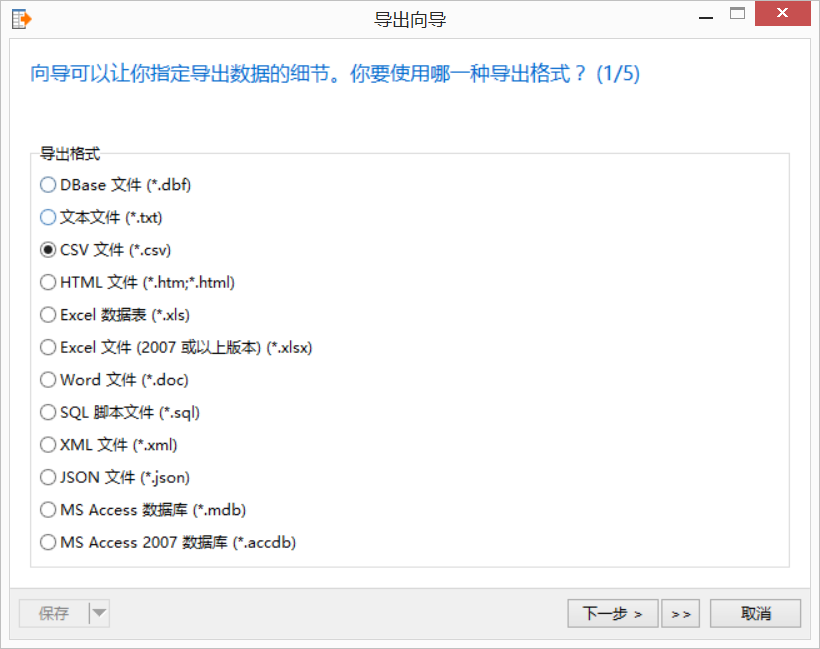 导出向导
向导可以让你指定导出数据的细节。你要使用哪一种导出格式？ (1/5)
导出格式
DBase 文件 (*.dbf)
文本文件 (*.txt)
CSV 文件 (*.csv)
HTML 文件 (*.htm;*.html)
Excel 数据表 (*.xls)
Excel 文件 (2007 或以上版本) (*.xlsx)
Word 文件 (*.doc)
SQL 脚本文件 (*.sql)
XML 文件 (*.xml)
JSON 文件 (*.json)
MS Access 数据库 (*.mdb)
MS Access 2007 数据库 (*.accdb)
保存 下一步 > >> 取消